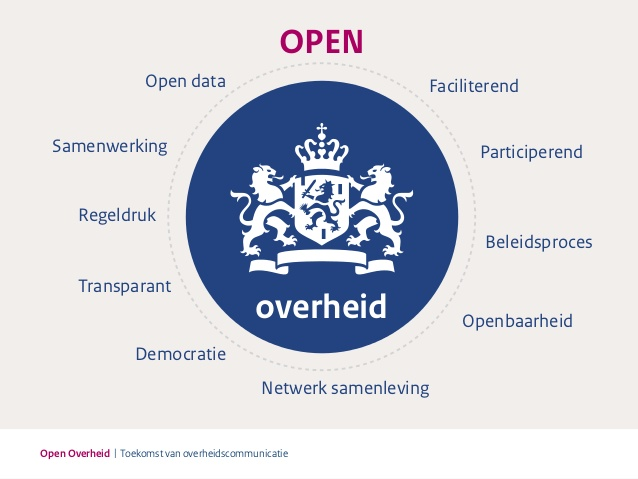 OPEN
Open data
Faciliterend
Samenwerking
Participerend
Regeldruk
Beleidsproces
Transparant
Openbaarheid
Democratie
Netwerk samenleving
overheid
Open Overheid | Toekomst van overheidscommunicatie